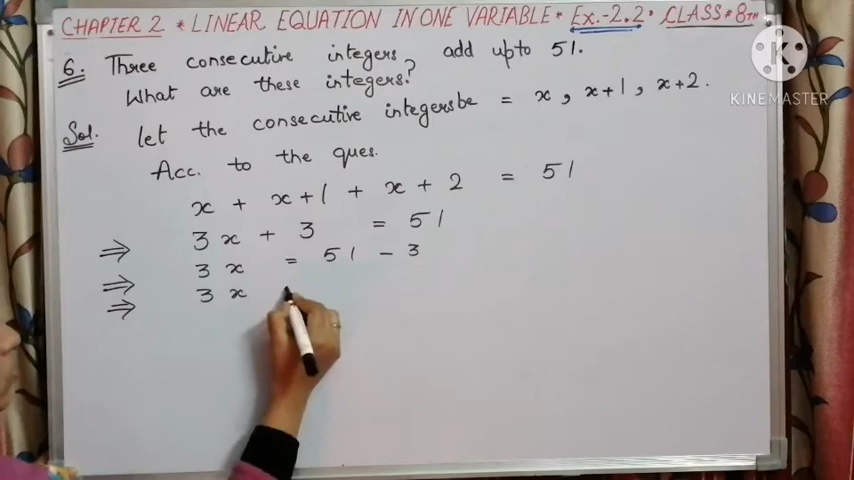 CHAPTER 2 * LINEAR EQUATION IN ONE VARIABLE * Ex.-2.2 * CLASS # 8TH
6. Three consecutive integers add upto 51.
What are these integers?
Sol. let the consecutive integers be = x, x+1, x+2.
Acc. to the ques.
x + x+1 + x+2 = 51
⇒ 3x + 3 = 51
⇒ 3x = 51 - 3
⇒ 3x
KINEMASTER